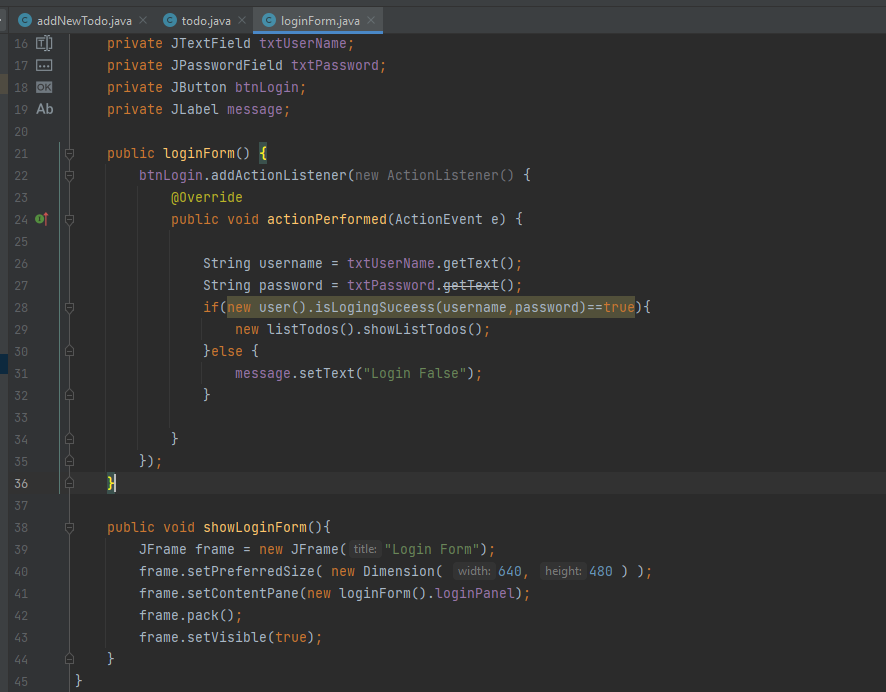 addNewTodo.java todo.java loginForm.java
16 private JTextField txtUserName;
17 private JPasswordField txtPassword;
18 OK private JButton btnLogin;
19 Ab private JLabel message;
20
21 public loginForm() {
22 btnLogin.addActionListener(new ActionListener() {
23 @Override
24 public void actionPerformed(ActionEvent e) {
25
26 String username = txtUserName.getText();
27 String password = txtPassword.getText();
28 if(new user().isLogingSuceess(username,password)==true){
29 new listTodos().showListTodos();
30 }else {
31 message.setText("Login False");
32 }
33
34 }
35 });
36 }
37
38 public void showLoginForm(){
39 JFrame frame = new JFrame( title: "Login Form");
40 frame.setPreferredSize( new Dimension( width: 640, height: 480 ) );
41 frame.setContentPane(new loginForm().loginPanel);
42 frame.pack();
43 frame.setVisible(true);
44 }
45 }